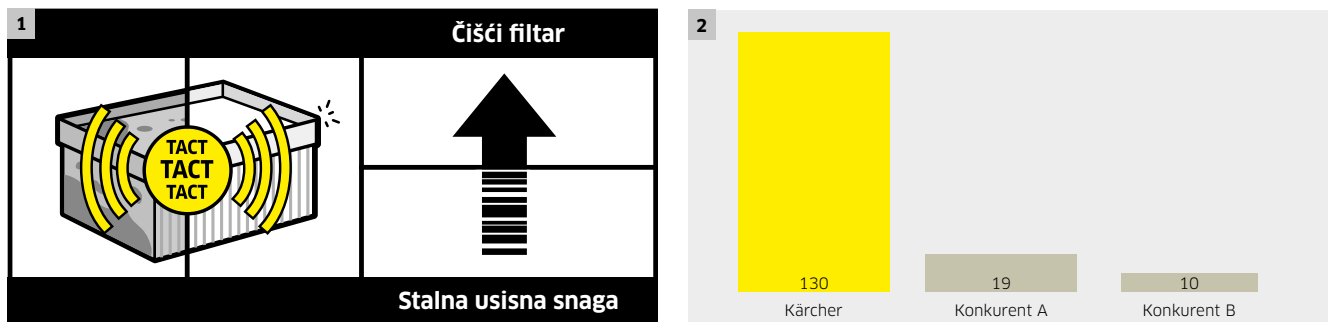 1
Čišći filtar
TACT
TACT
TACT
Stalna usisna snaga
2
130
19
10
Kärcher
Konkurent A
Konkurent B